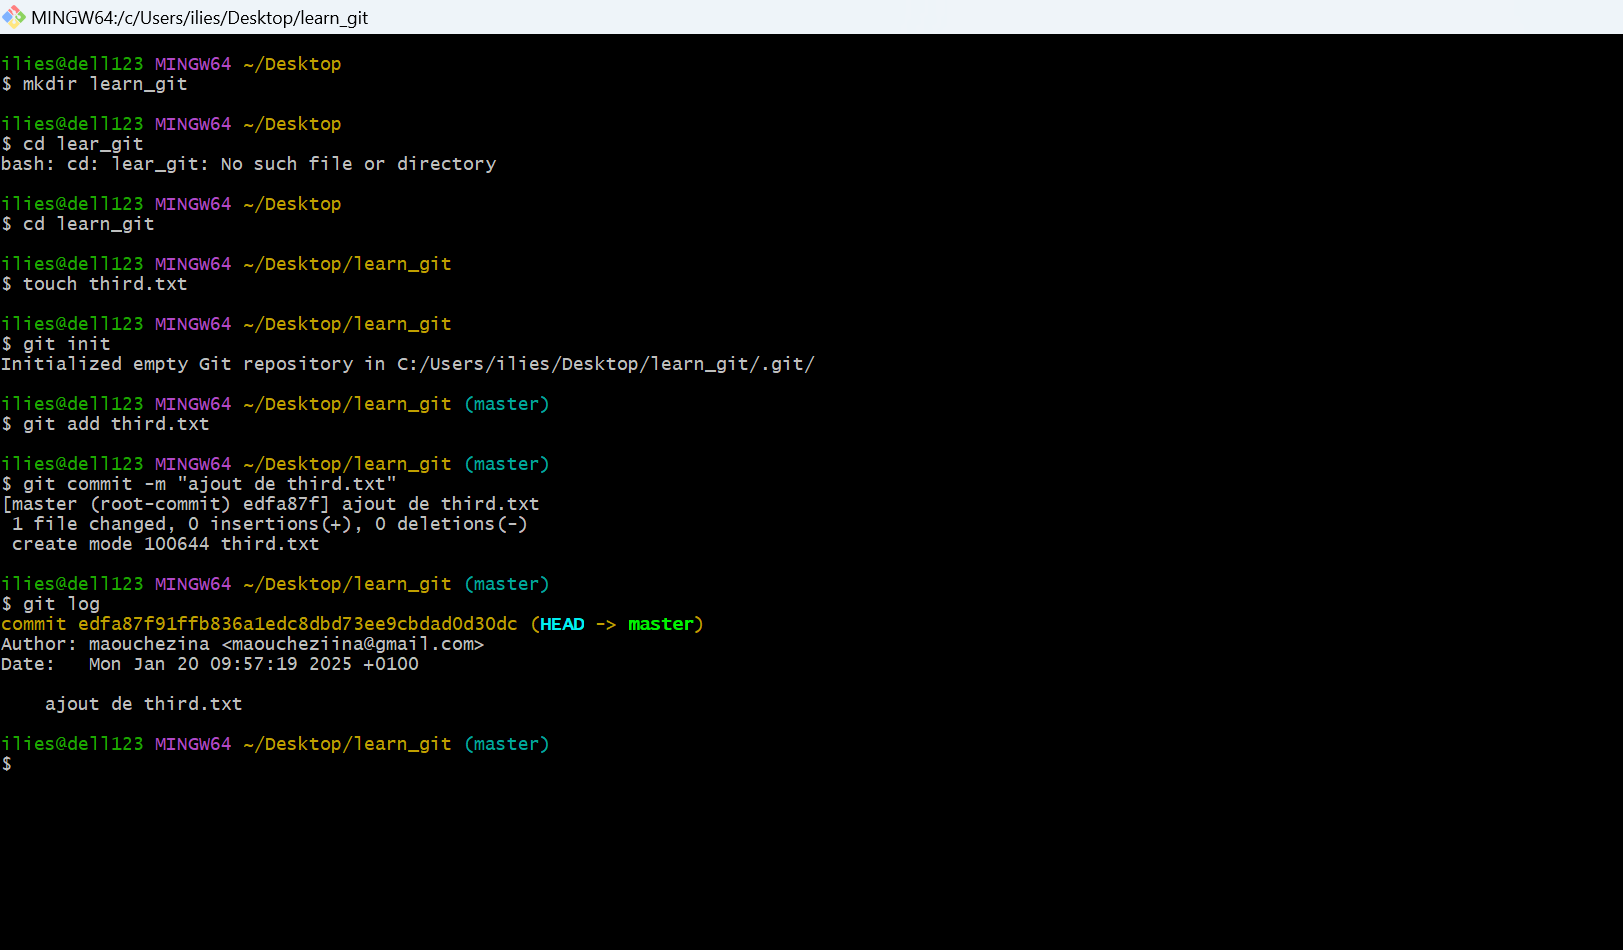 MINGW64:/c/Users/ilies/Desktop/learn_git
ilies@dell123 MINGW64 ~/Desktop
$ mkdir learn_git
ilies@dell123 MINGW64 ~/Desktop
$ cd lear_git
bash: cd: lear_git: No such file or directory
ilies@dell123 MINGW64 ~/Desktop
$ cd learn_git
ilies@dell123 MINGW64 ~/Desktop/learn_git
$ touch third.txt
ilies@dell123 MINGW64 ~/Desktop/learn_git
$ git init
Initialized empty Git repository in C:/Users/ilies/Desktop/learn_git/.git/
ilies@dell123 MINGW64 ~/Desktop/learn_git (master)
$ git add third.txt
ilies@dell123 MINGW64 ~/Desktop/learn_git (master)
$ git commit -m "ajout de third.txt"
[master (root-commit) edfa87f] ajout de third.txt
1 file changed, 0 insertions(+), 0 deletions(-)
create mode 100644 third.txt
ilies@dell123 MINGW64 ~/Desktop/learn_git (master)
$ git log
commit edfa87f91ffb836a1edc8dbd73ee9cbdad0d30dc (HEAD -> master)
Author: maouchezina <maoucheziina@gmail.com>
Date:   Mon Jan 20 09:57:19 2025 +0100
ajout de third.txt
ilies@dell123 MINGW64 ~/Desktop/learn_git (master)
$